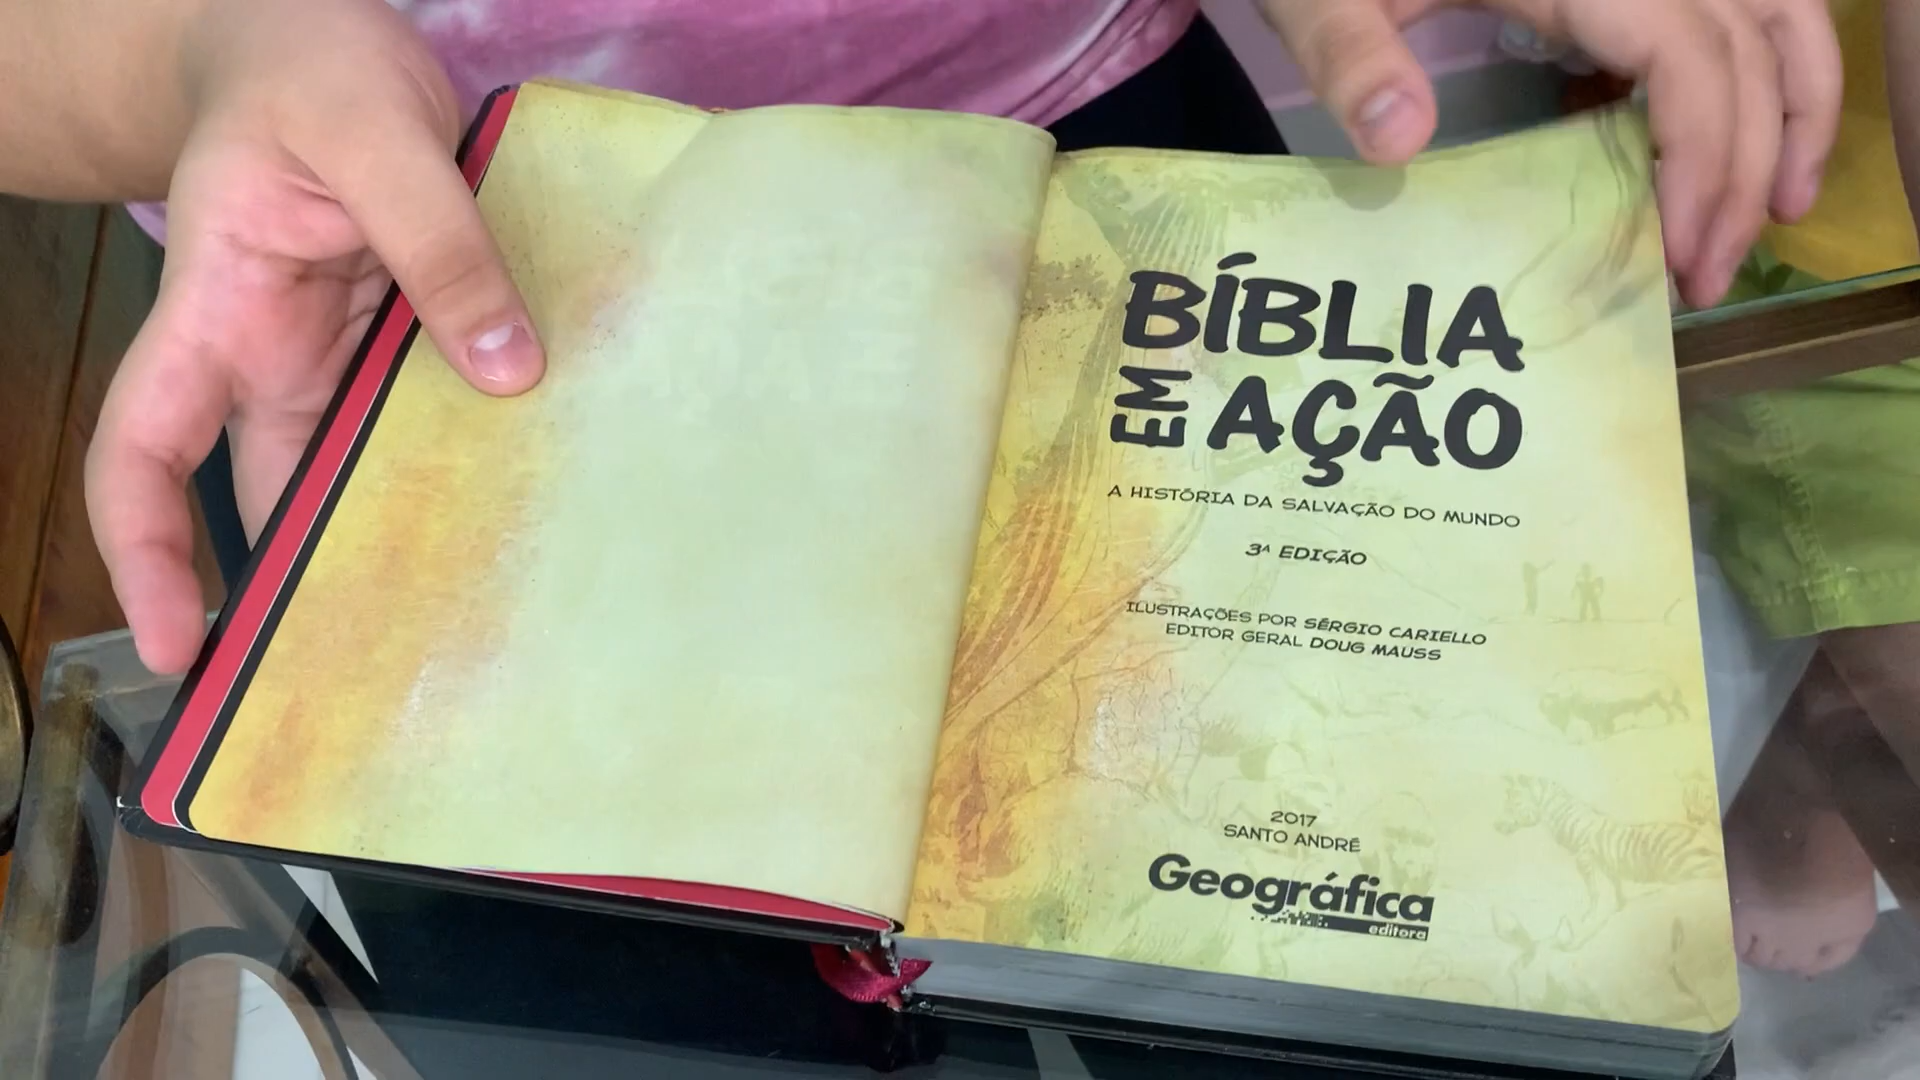 BÍBLIA
EM AÇÃO
A HISTÓRIA DA SALVAÇÃO DO MUNDO
3ª EDIÇÃO
ILUSTRAÇÕES POR SÉRGIO CARIELLO
EDITOR GERAL DOUG MAUSS
2017
SANTO ANDRÉ
Geográfica
editora